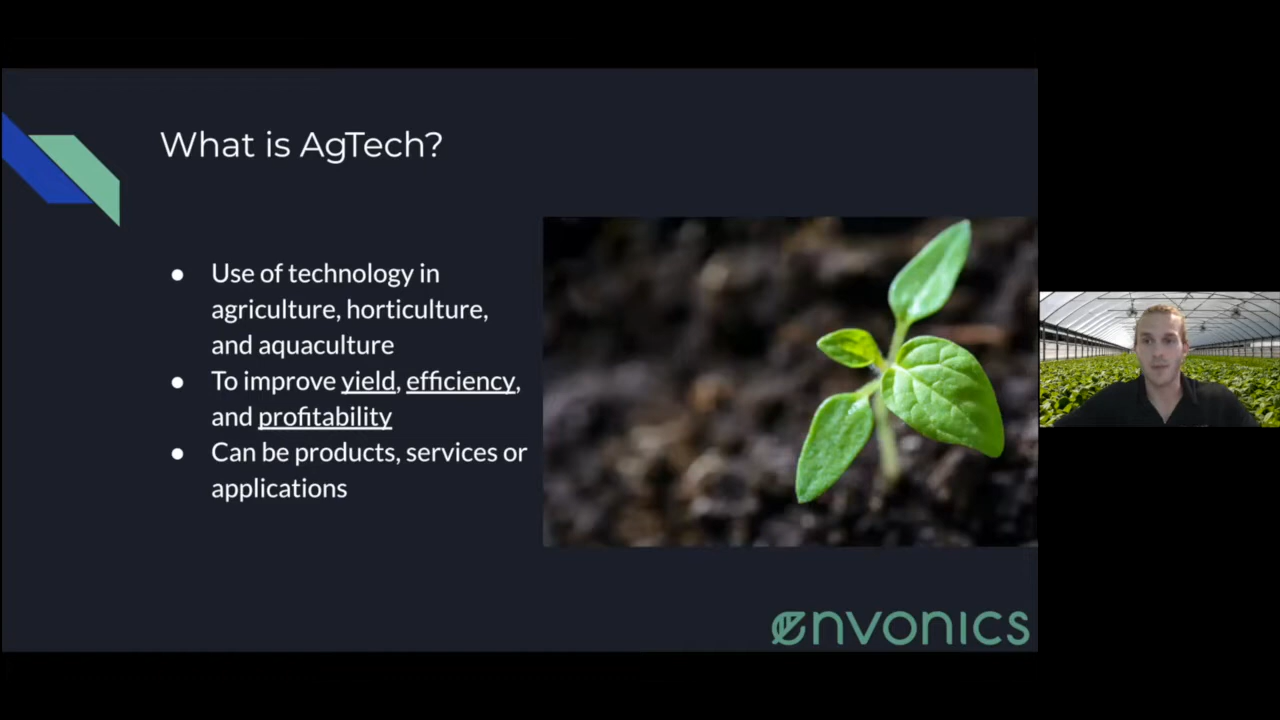 What is AgTech?
● Use of technology in
agriculture, horticulture,
and aquaculture
● To improve yield, efficiency,
and profitability
● Can be products, services or
applications
envonics